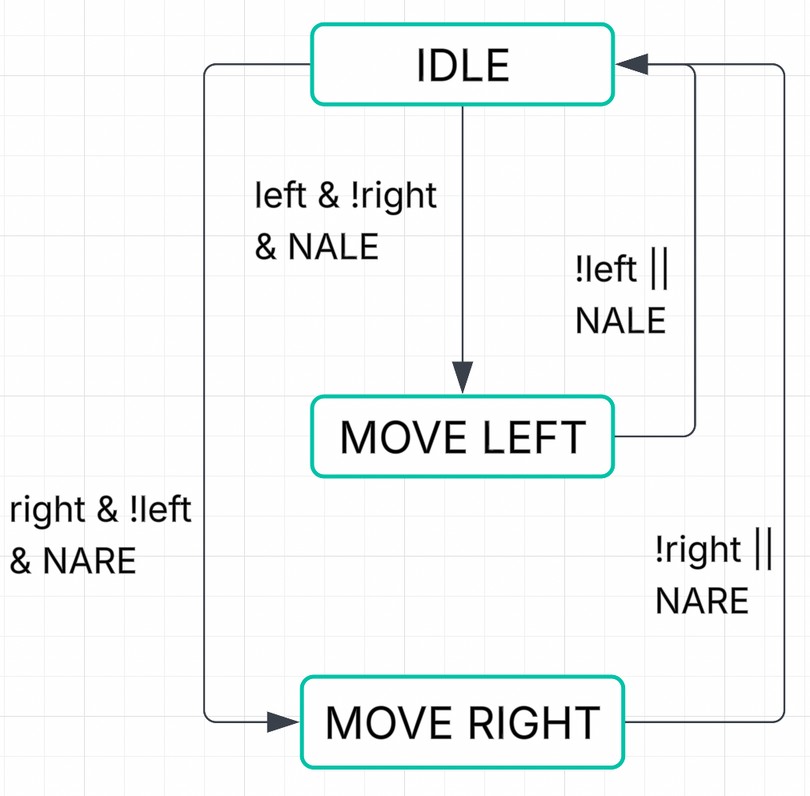 IDLE
left & !right
& NALE
!left ||
NALE
MOVE LEFT
right & !left
& NARE
!right ||
NARE
MOVE RIGHT